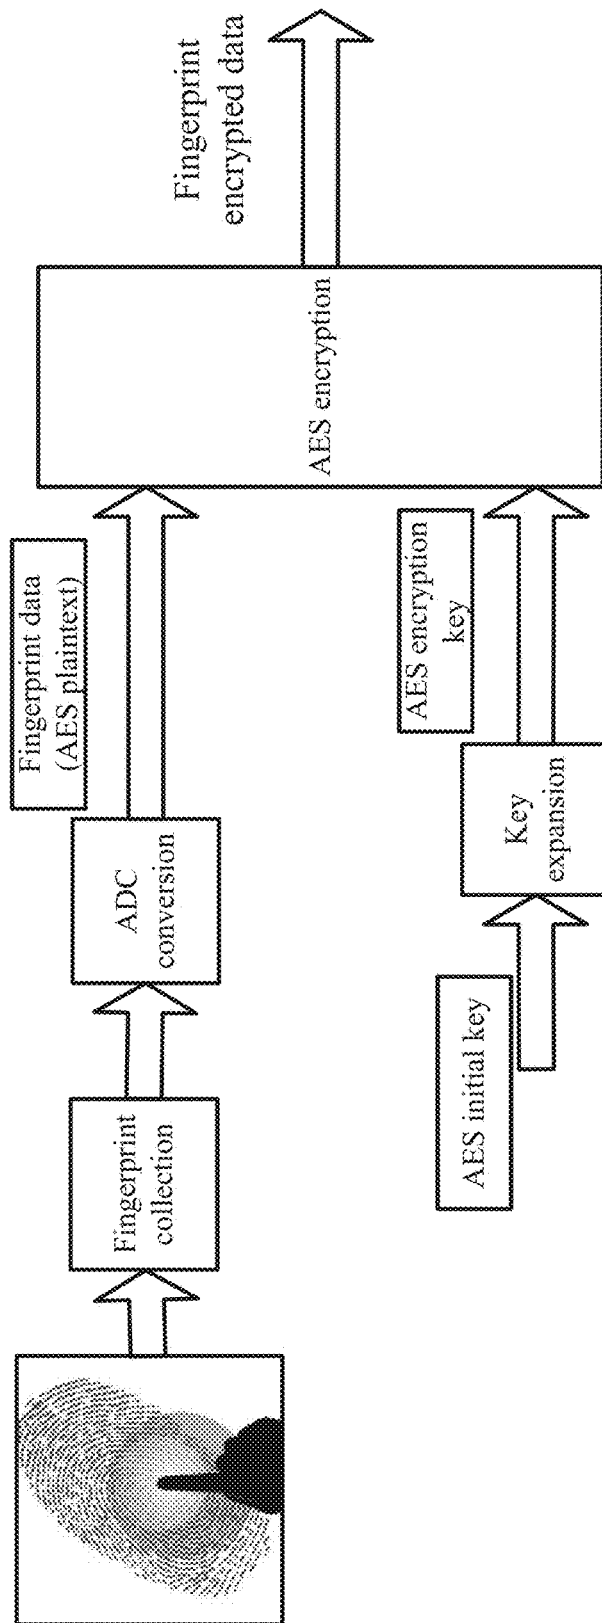 Fingerprint
collection
ADC
conversion
Fingerprint data
(AES plaintext)
AES initial key
Key
expansion
AES encryption
key
AES encryption
Fingerprint
encrypted data